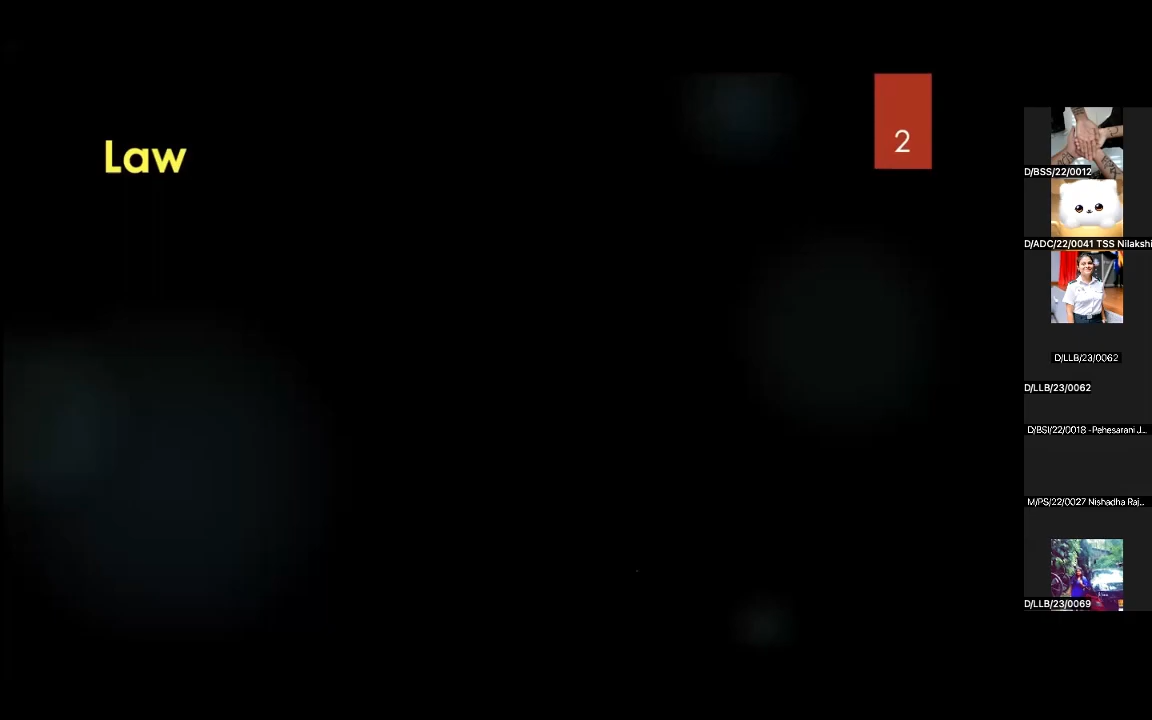 Law
2
D/BSS/22/0012
D/ADC/22/0041 TSS Nilakshi
D/LLB/23/0062
D/LLB/23/0062
D/BSI/22/0018 -Pehesarani J...
M/PS/22/0027 Nishadha Raj...
D/LLB/23/0069